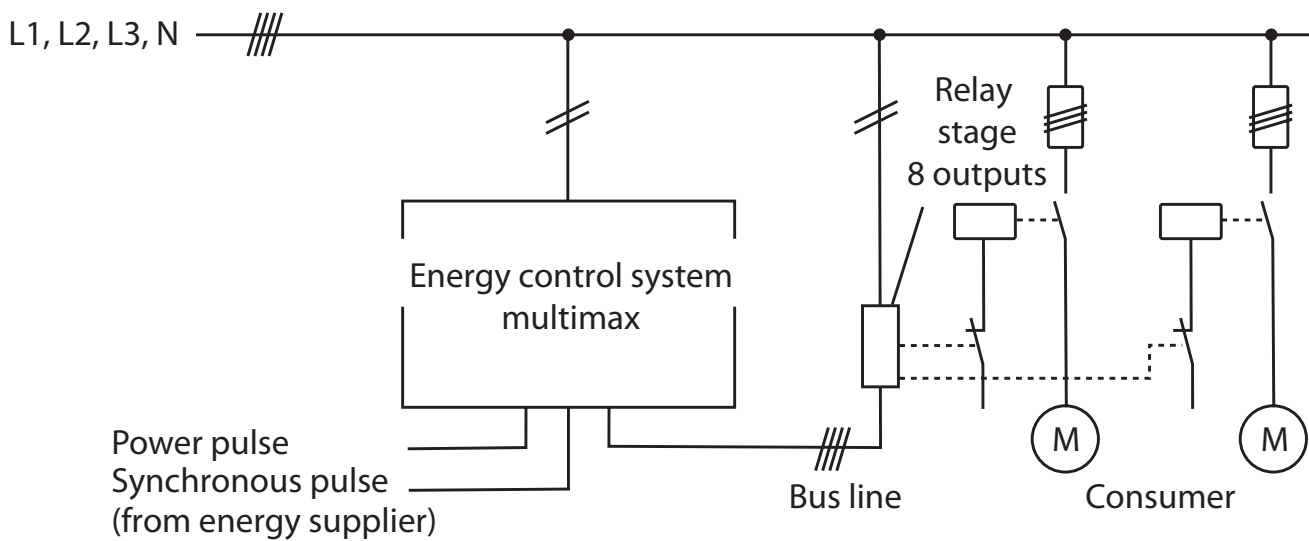 L1, L2, L3, N
Relay
stage
8 outputs
Energy control system
multimax
Power pulse
Synchronous pulse
(from energy supplier)
Bus line
M
M
Consumer